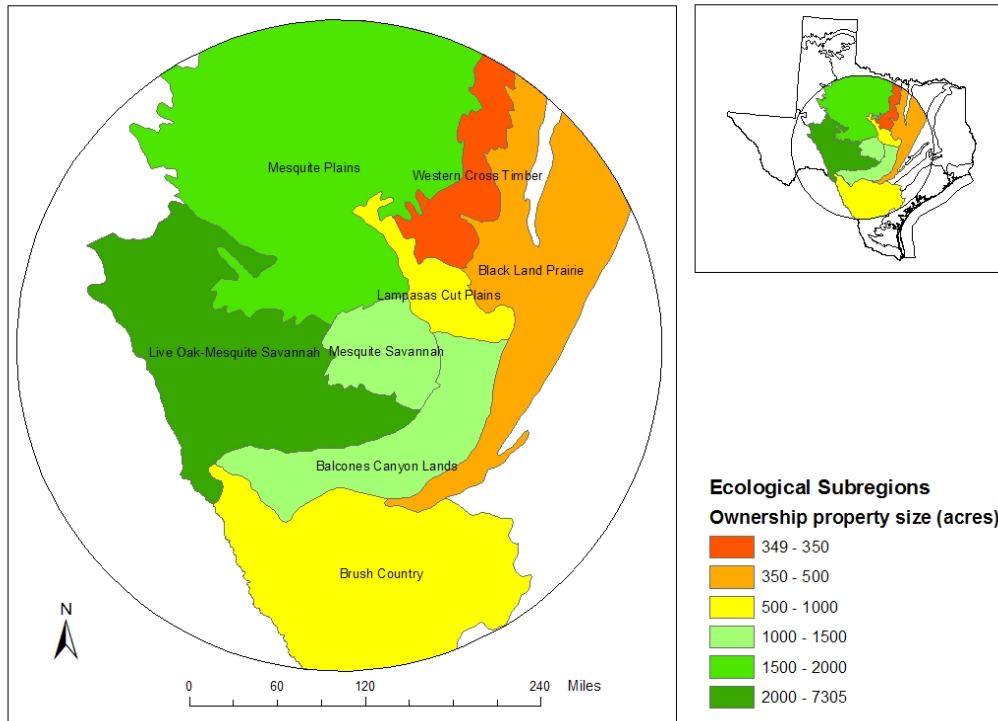 Mesquite Plains
Western Cross Timber
Black Land Prairie
Lampasas Cut Plains
Live Oak-Mesquite Savannah
Mesquite Savannah
Balcones Canyon Lands
Brush Country
N
0 60 120 240 Miles
Ecological Subregions
Ownership property size (acres)
349 - 350
350 - 500
500 - 1000
1000 - 1500
1500 - 2000
2000 - 7305